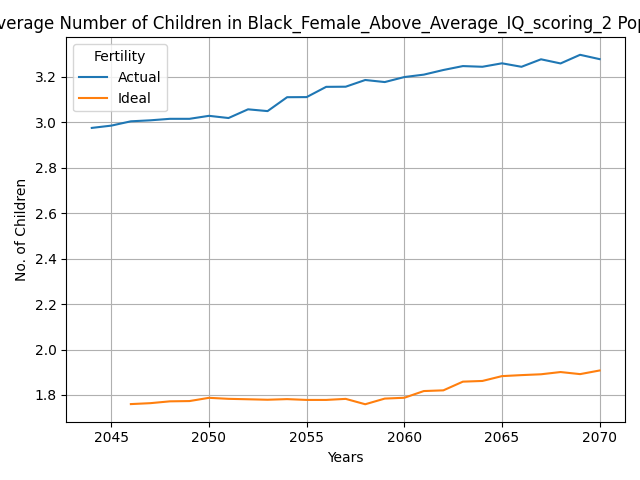 verage Number of Children in Black_Female_Above_Average_IQ_scoring_2 Pop
Fertility
Actual
Ideal
3.2
3.0
2.8
2.6
2.4
2.2
2.0
1.8
No. of Children
2045 2050 2055 2060 2065 2070
Years